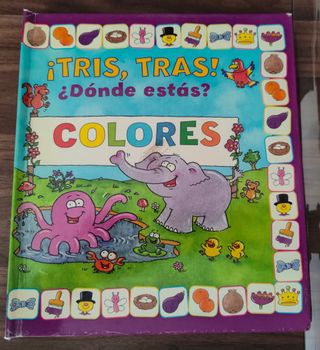 ¡TRIS, TRAS!
¿Dónde estás?
COLORES